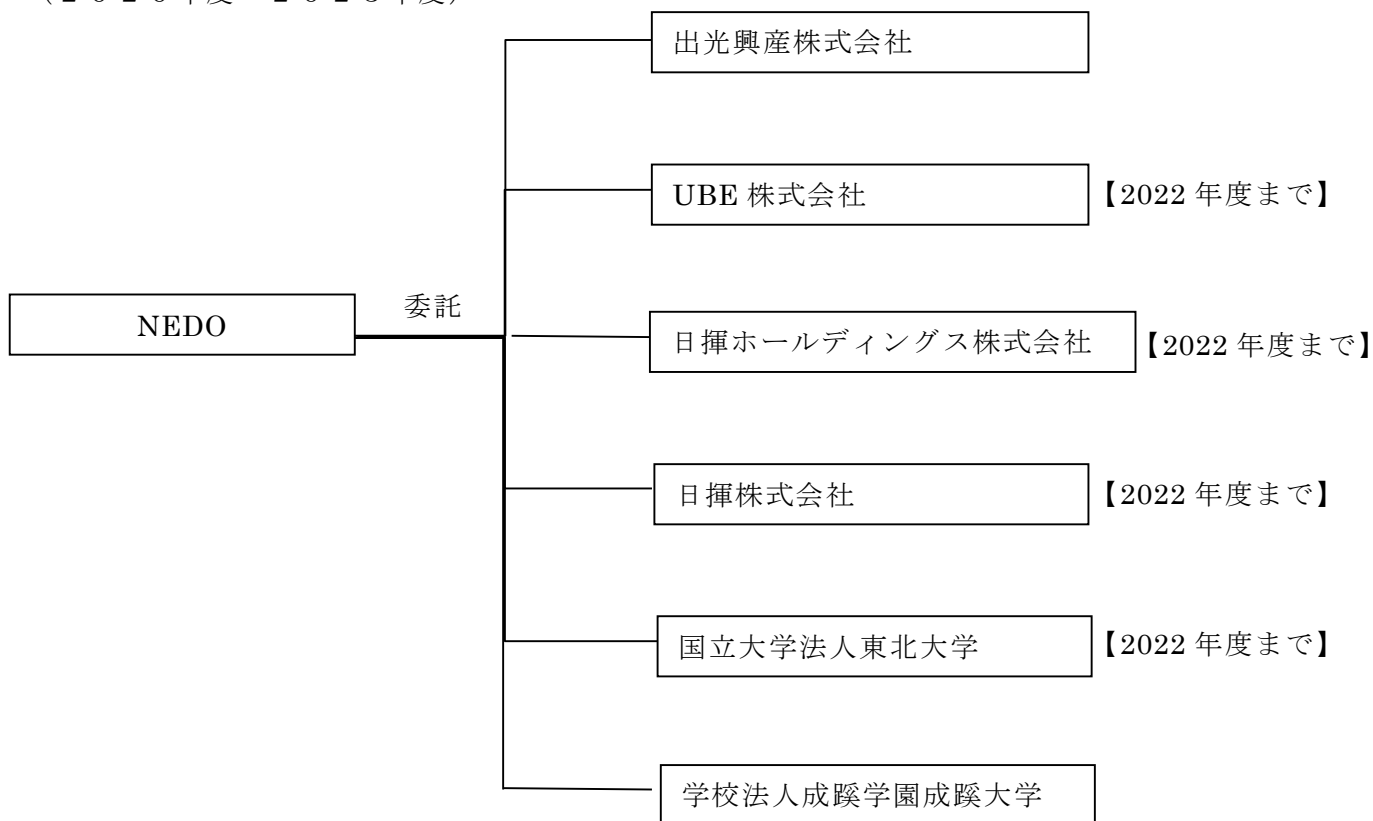 出光興産株式会社
UBE 株式会社 【2022 年度まで】
委託
NEDO
日揮ホールディングス株式会社 【2022 年度まで】
日揮株式会社 【2022 年度まで】
国立大学法人東北大学 【2022 年度まで】
学校法人成蹊学園成蹊大学